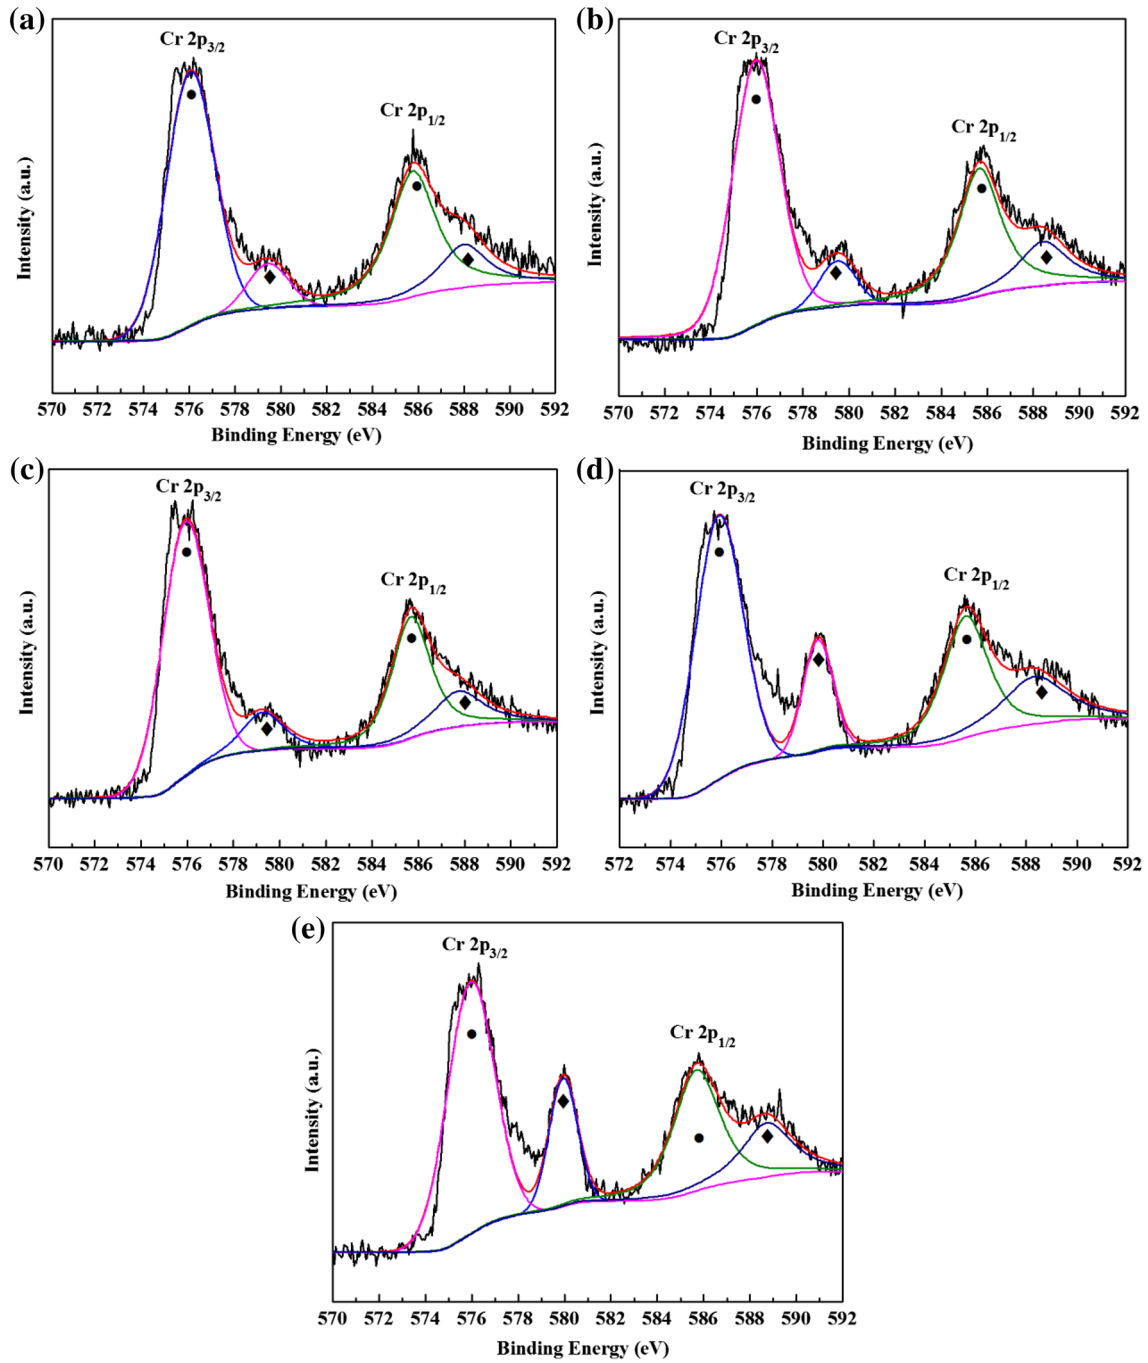 (a)
Cr 2p3/2
Cr 2p1/2
Intensity (a.u.)
570 572 574 576 578 580 582 584 586 588 590 592
Binding Energy (eV)
(b)
Cr 2p3/2
Cr 2p1/2
Intensity (a.u.)
570 572 574 576 578 580 582 584 586 588 590 592
Binding Energy (eV)
(c)
Cr 2p3/2
Cr 2p1/2
Intensity (a.u.)
570 572 574 576 578 580 582 584 586 588 590 592
Binding Energy (eV)
(d)
Cr 2p3/2
Cr 2p1/2
Intensity (a.u.)
572 574 576 578 580 582 584 586 588 590 592
Binding Energy (eV)
(e)
Cr 2p3/2
Cr 2p1/2
Intensity (a.u.)
570 572 574 576 578 580 582 584 586 588 590 592
Binding Energy (eV)